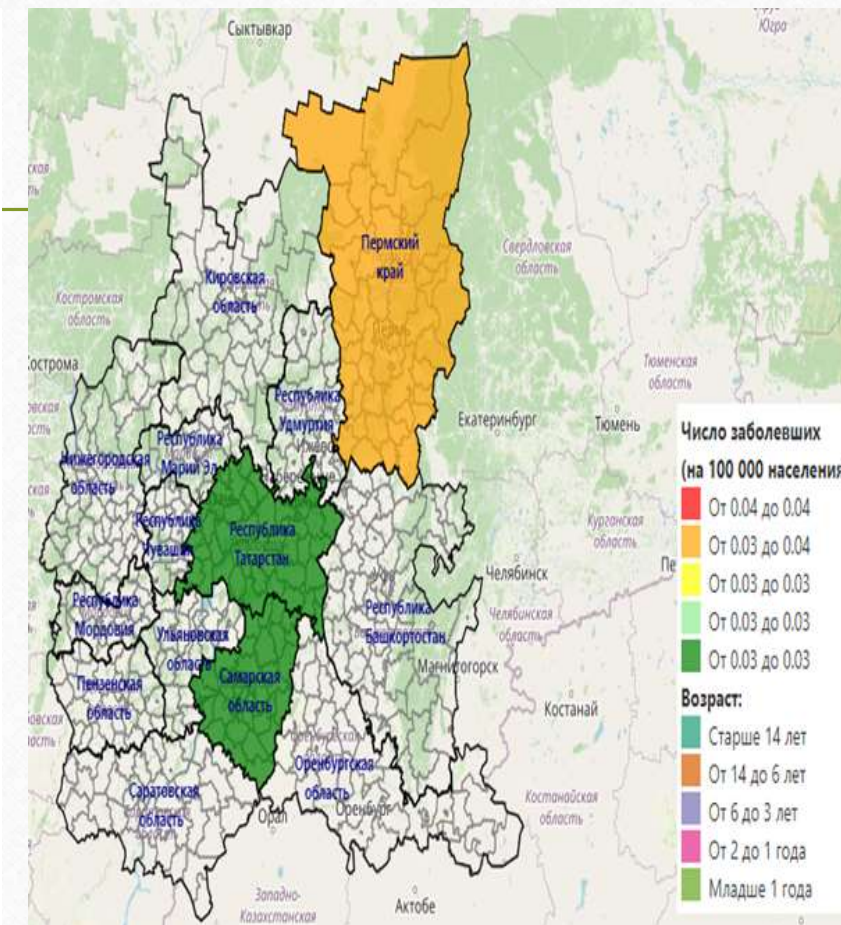 Сыктывкар
Югра
Пермский
край
Свердловская
область
Кировская
область
Костромская
область
Кострома
Тюменская
область
Республика
Удмуртия
Екатеринбург
Тюмень
Нижегородская
область
Республика
Марий Эл
Республика
Чувашия
Республика
Татарстан
Курганская
область
Челябинск
Челябинская
область
Республика
Мордовия
Ульяновская
область
Республика
Башкортостан
Магнитогорск
Пензенская
область
Самарская
область
Костанай
Оренбургская
область
Оренбург
Саратовская
область
Орал
Костанайская
область
Западно-
Казахстанская
Актобе
Число заболевших
(на 100 000 населения
От 0.04 до 0.04
От 0.03 до 0.04
От 0.03 до 0.03
От 0.03 до 0.03
От 0.03 до 0.03
Возраст:
Старше 14 лет
От 14 до 6 лет
От 6 до 3 лет
От 2 до 1 года
Младше 1 года